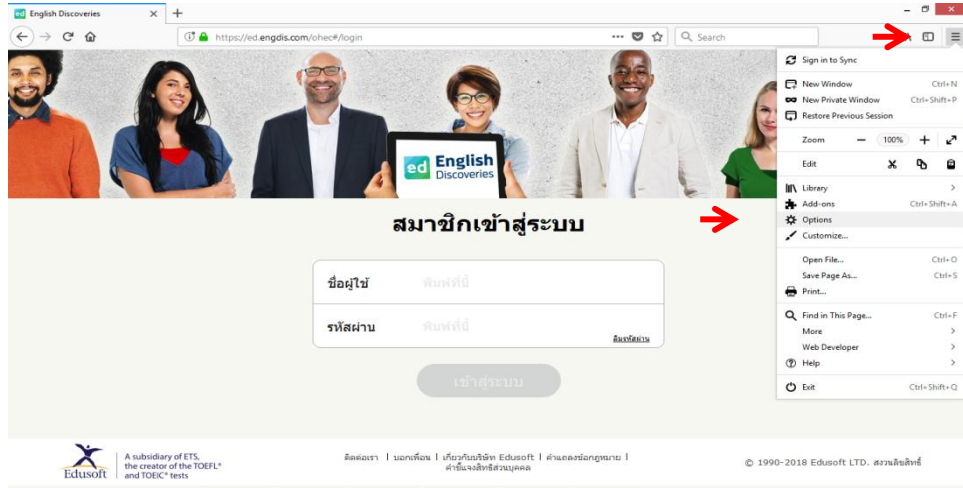 English Discoveries
https://ed.engdis.com/ohec#/login
Search
Sign in to Sync
New Window Ctrl+N
New Private Window Ctrl+Shift+P
Restore Previous Session
Zoom 100%
Edit
Library
Add-ons Ctrl+Shift+A
Options
Customize...
Open File... Ctrl+O
Save Page As... Ctrl+S
Print...
Find in This Page... Ctrl+F
More
Web Developer
Help
Exit Ctrl+Shift+Q
ed English
Discoveries
สมาชิกเข้าสู่ระบบ
ชื่อผู้ใช้ พิมพ์ที่นี่
รหัสผ่าน พิมพ์ที่นี่
ลืมรหัสผ่าน
เข้าสู่ระบบ
Edusoft
A subsidiary of ETS,
the creator of the TOEFL®
and TOEIC® tests
ติดต่อเรา | บอกเพื่อน | เกี่ยวกับบริษัท Edusoft | คำแถลงข้อกฎหมาย |
คำชี้แจงสิทธิส่วนบุคคล
© 1990-2018 Edusoft LTD. สงวนลิขสิทธิ์